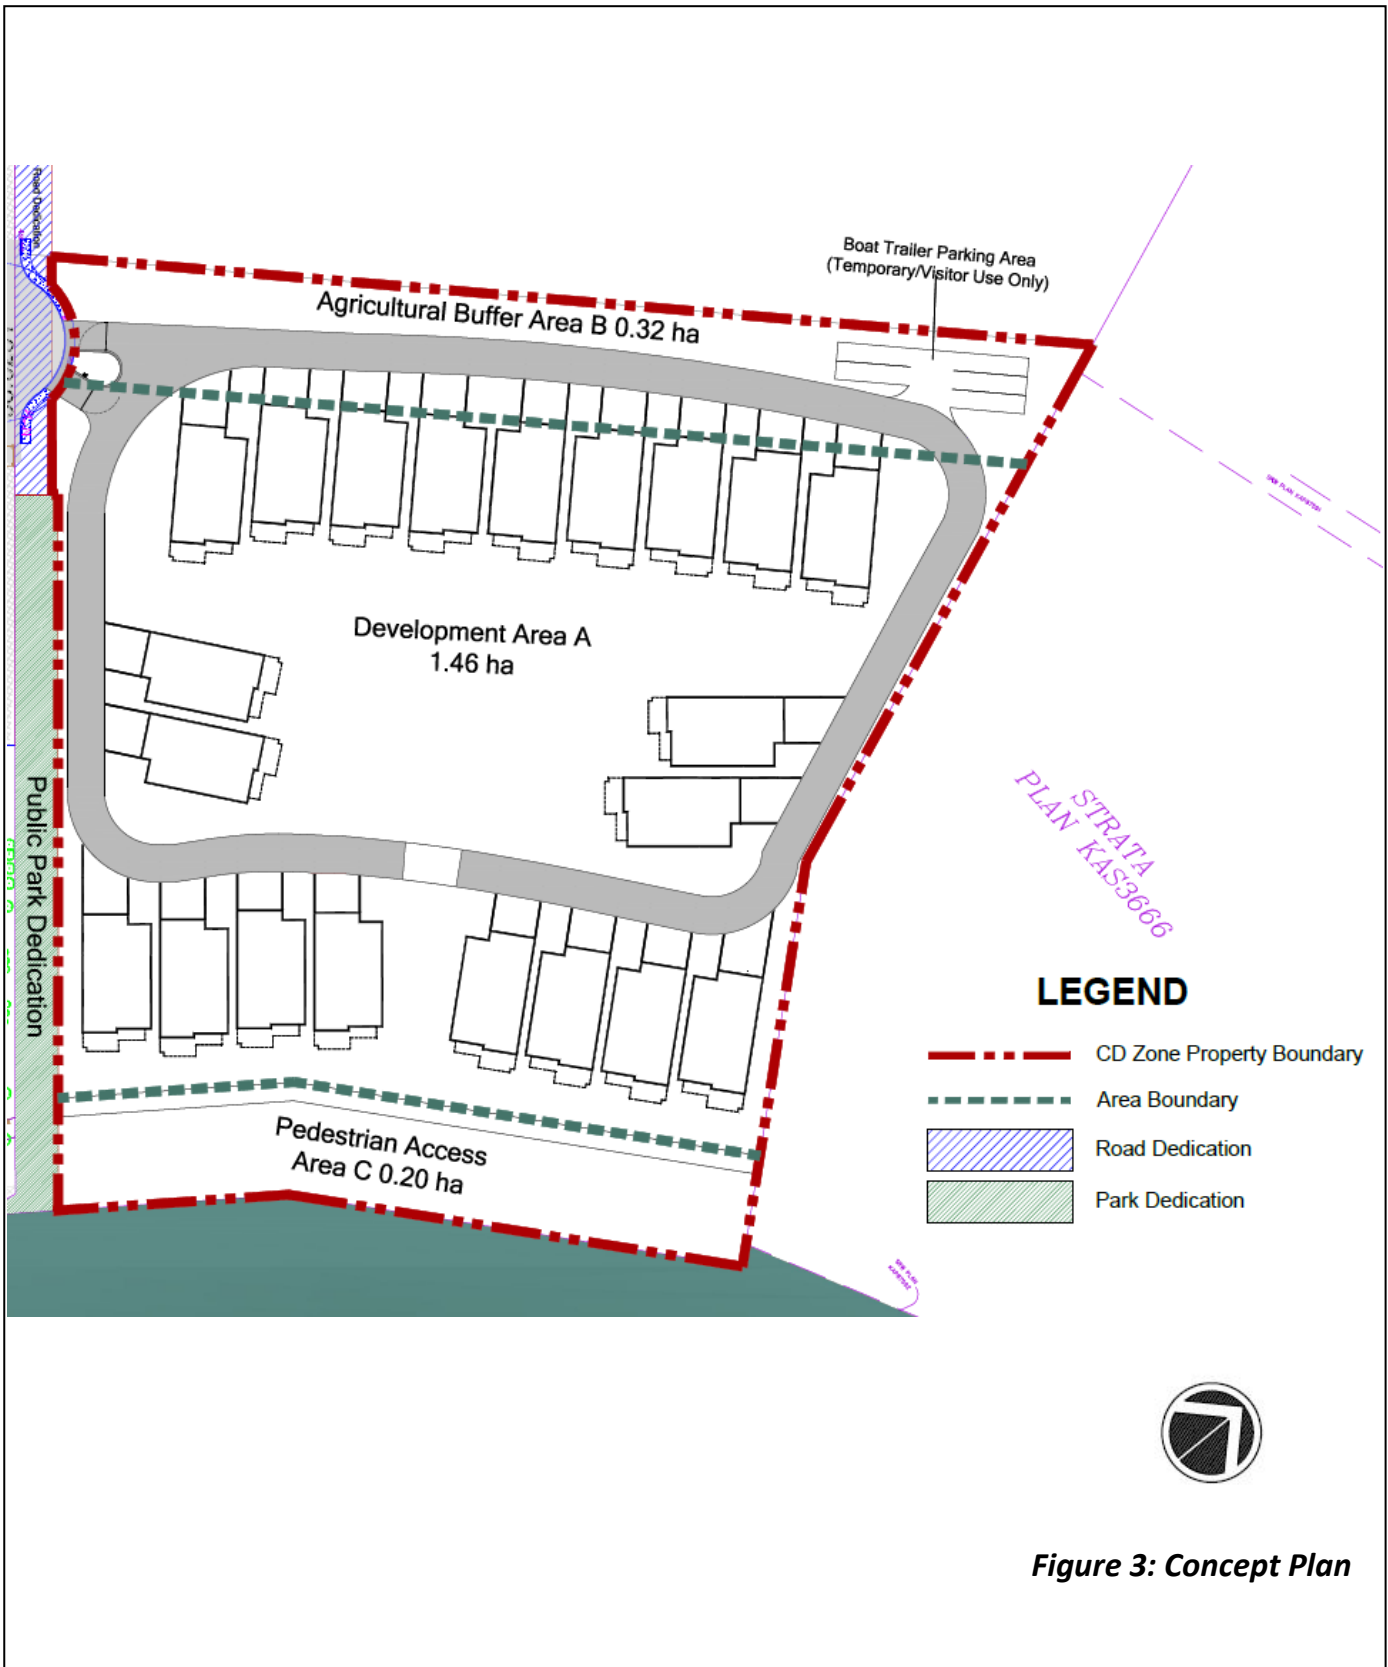 Road Dedication
Boat Trailer Parking Area
(Temporary/Visitor Use Only)
Agricultural Buffer Area B 0.32 ha
Development Area A
1.46 ha
Public Park Dedication
STRATA
PLAN KAS3666
Pedestrian Access
Area C 0.20 ha
LEGEND
CD Zone Property Boundary
Area Boundary
Road Dedication
Park Dedication
Figure 3: Concept Plan